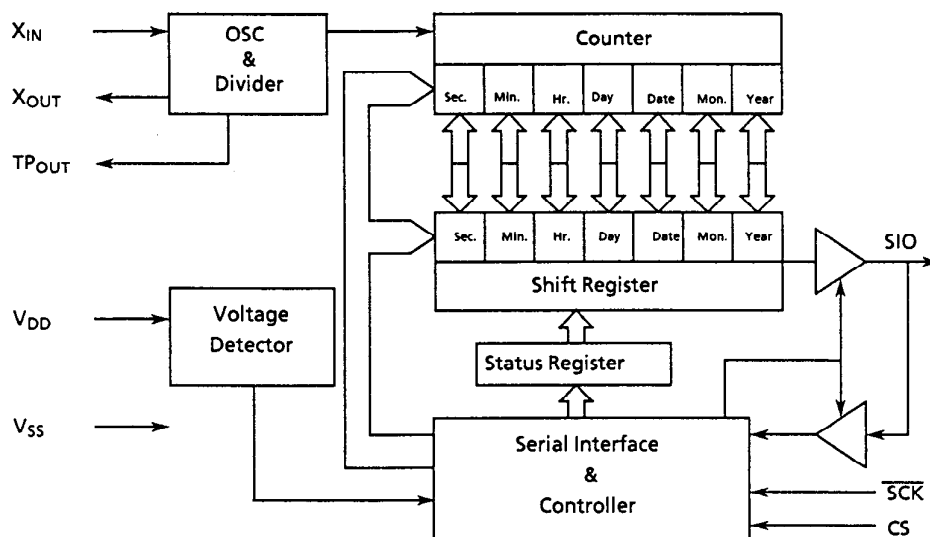 XIN
XOUT
TPOUT
OSC
&
Divider
Counter
Sec. Min. Hr. Day Date Mon. Year
Sec. Min. Hr. Day Date Mon. Year
Shift Register
SIO
VDD
VSS
Voltage
Detector
Status Register
Serial Interface
&
Controller
SCK
CS